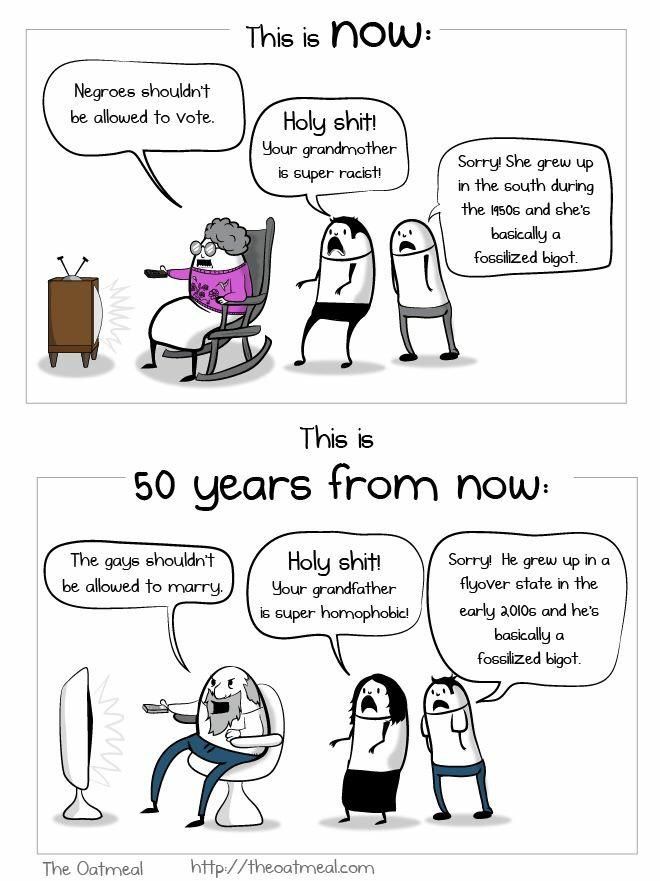 This is now:
Negroes shouldn't
be allowed to vote.
Holy shit!
Your grandmother
is super racist!
Sorry! She grew up
in the south during
the 1950s and she's
basically a
fossilized bigot.
This is
50 years from now:
The gays shouldn't
be allowed to marry.
Holy shit!
Your grandfather
is super homophobic!
Sorry! He grew up in a
flyover state in the
early 2010s and he's
basically a
fossilized bigot.
The Oatmeal http://theoatmeal.com